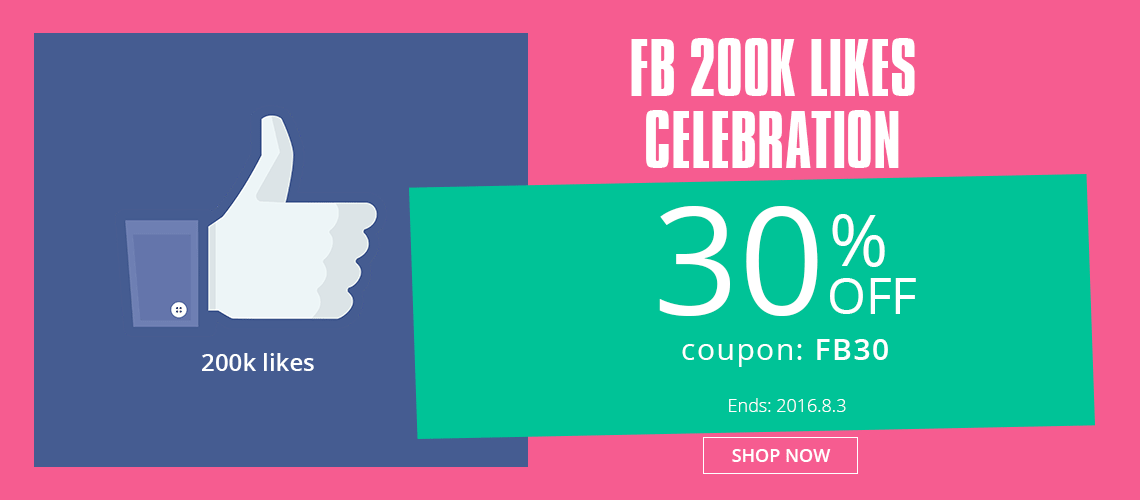 FB 200K LIKES
CELEBRATION
200k likes
30%
OFF
coupon: FB30
Ends: 2016.8.3
SHOP NOW